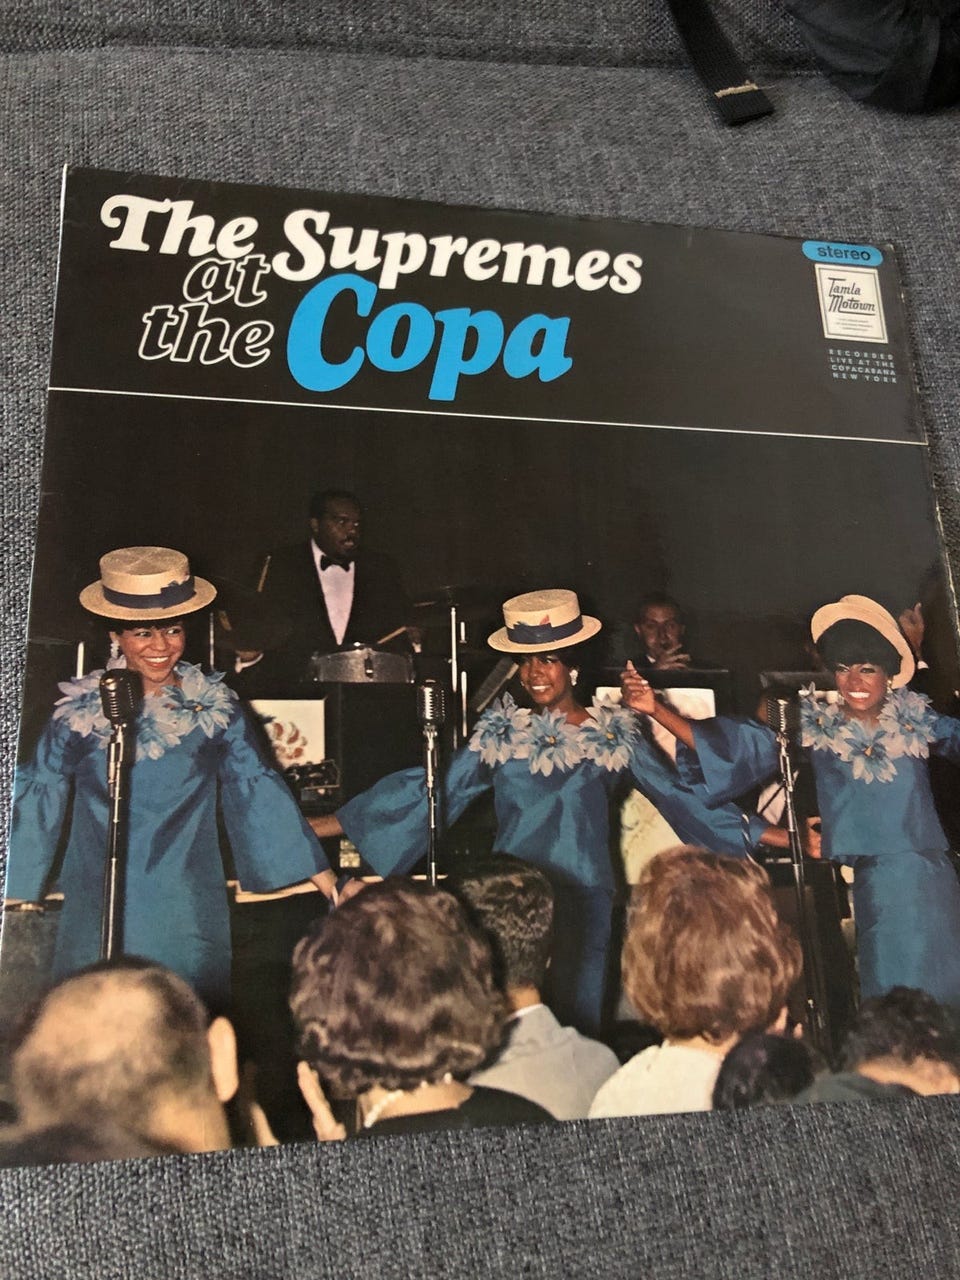 The Supremes
at
the Copa
stereo
Tamla
Motown
RECORDED
LIVE AT THE
COPACABANA
NEW YORK